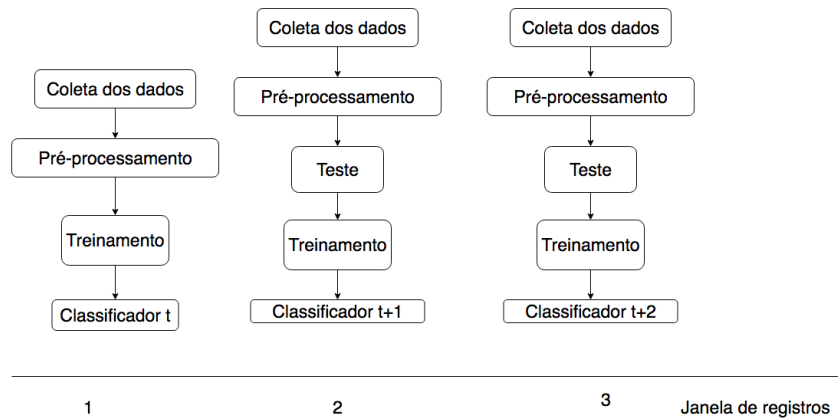 Coleta dos dados
Pré-processamento
Treinamento
Classificador t
Coleta dos dados
Pré-processamento
Teste
Treinamento
Classificador t+1
Coleta dos dados
Pré-processamento
Teste
Treinamento
Classificador t+2
1
2
3
Janela de registros